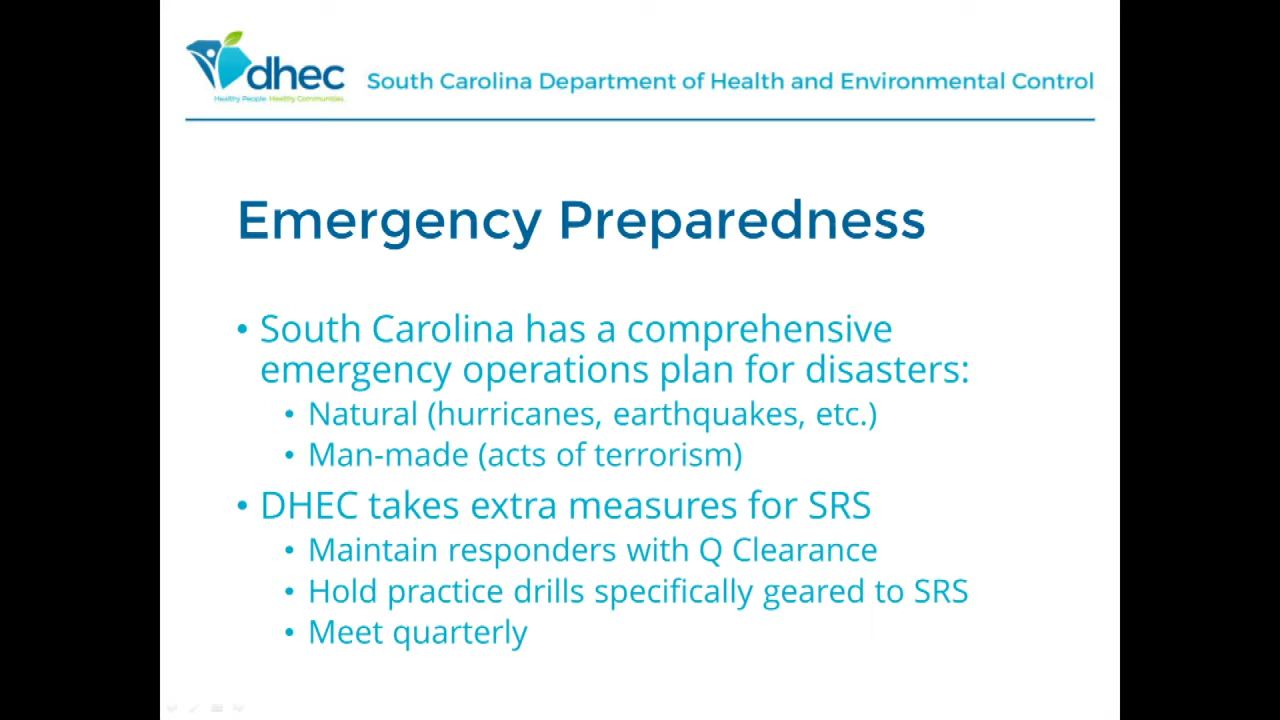 dhec
Healthy People. Healthy Communities.
South Carolina Department of Health and Environmental Control
Emergency Preparedness
• South Carolina has a comprehensive
emergency operations plan for disasters:
• Natural (hurricanes, earthquakes, etc.)
• Man-made (acts of terrorism)
• DHEC takes extra measures for SRS
• Maintain responders with Q Clearance
• Hold practice drills specifically geared to SRS
• Meet quarterly